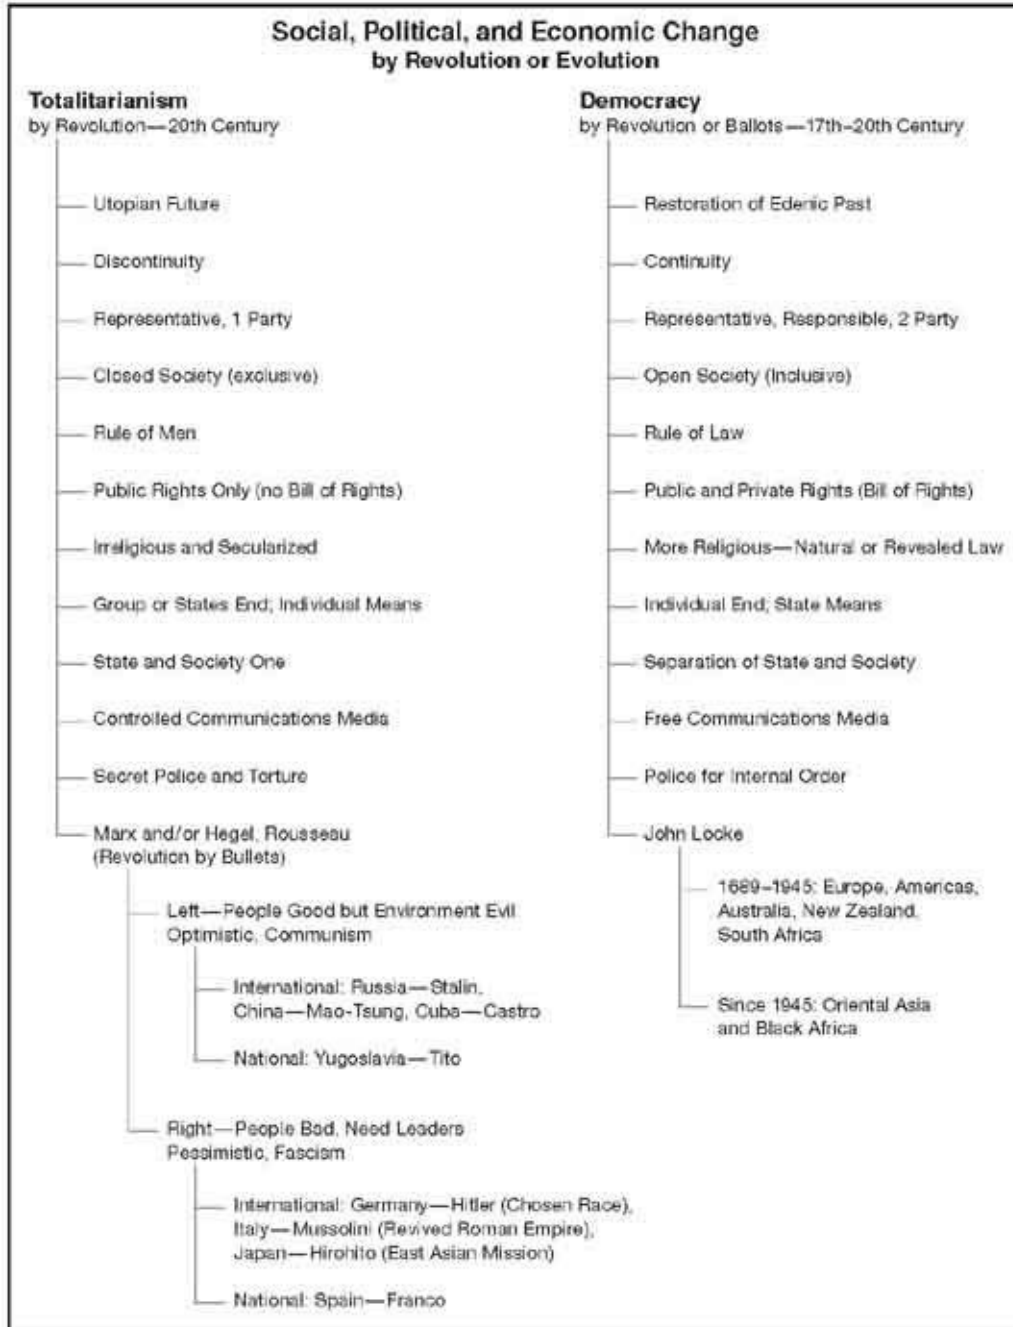 Social, Political, and Economic Change
by Revolution or Evolution
Totalitarianism
by Revolution—20th Century
Utopian Future
Discontinuity
Representative, 1 Party
Closed Society (exclusive)
Rule of Men
Public Rights Only (no Bill of Rights)
Irreligious and Secularized
Group or States End; Individual Means
State and Society One
Controlled Communications Media
Secret Police and Torture
Marx and/or Hegel, Rousseau
(Revolution by Bullets)
Left—People Good but Environment Evil
Optimistic, Communism
International: Russia—Stalin,
China—Mao-Tsung, Cuba—Castro
National: Yugoslavia—Tito
Right—People Bad, Need Leaders
Pessimistic, Fascism
International: Germany—Hitler (Chosen Race),
Italy—Mussolini (Revived Roman Empire),
Japan—Hirohito (East Asian Mission)
National: Spain—Franco
Democracy
by Revolution or Ballots—17th–20th Century
Restoration of Edenic Past
Continuity
Representative, Responsible, 2 Party
Open Society (Inclusive)
Rule of Law
Public and Private Rights (Bill of Rights)
More Religious—Natural or Revealed Law
Individual End; State Means
Separation of State and Society
Free Communications Media
Police for Internal Order
John Locke
1689–1945: Europe, Americas,
Australia, New Zealand,
South Africa
Since 1945: Oriental Asia
and Black Africa